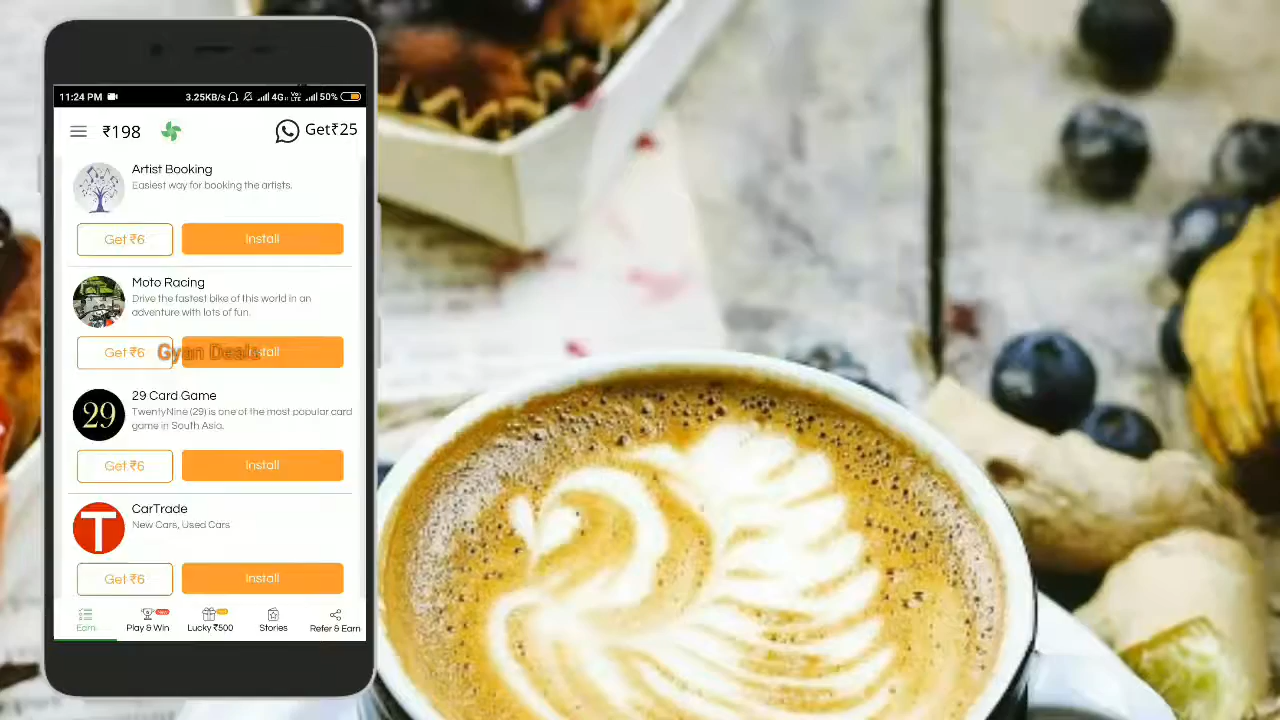 11:24 PM 3.25KB/s 4G VoLTE 50%
₹198 Get₹25
Artist Booking
Easiest way for booking the artists.
Get ₹6 Install
Moto Racing
Drive the fastest bike of this world in an
adventure with lots of fun.
Get ₹6 Install
Gyan Deals
29
29 Card Game
TwentyNine (29) is one of the most popular card
game in South Asia.
Get ₹6 Install
T
CarTrade
New Cars, Used Cars
Get ₹6 Install
Earn Play & Win Lucky ₹500 Stories Refer & Earn